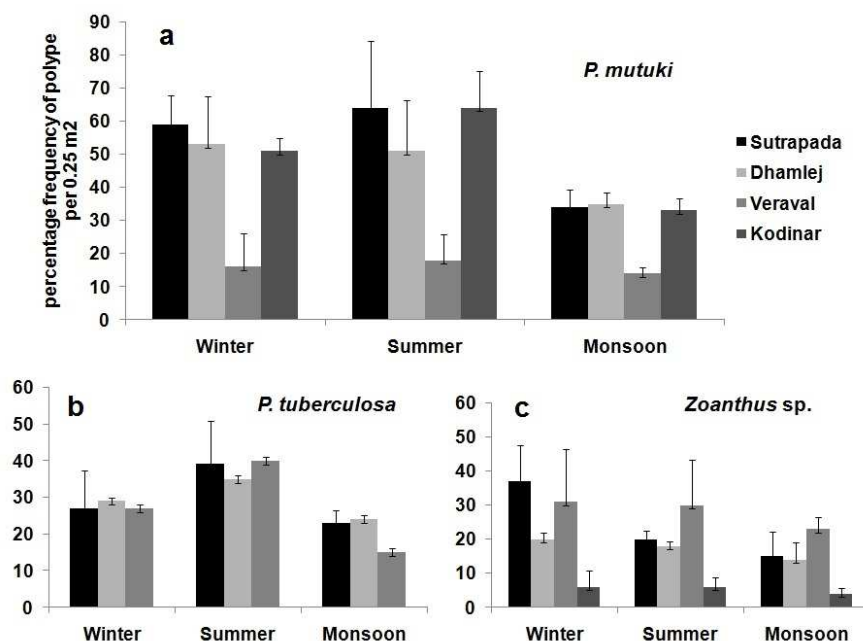 a
P. mutuki
percentage frequency of polype
per 0.25 m2
90
80
70
60
50
40
30
20
10
0
Winter Summer Monsoon
Sutrapada
Dhamlej
Veraval
Kodinar
b
P. tuberculosa
60
50
40
30
20
10
0
Winter Summer Monsoon
c
Zoanthus sp.
60
50
40
30
20
10
0
Winter Summer Monsoon